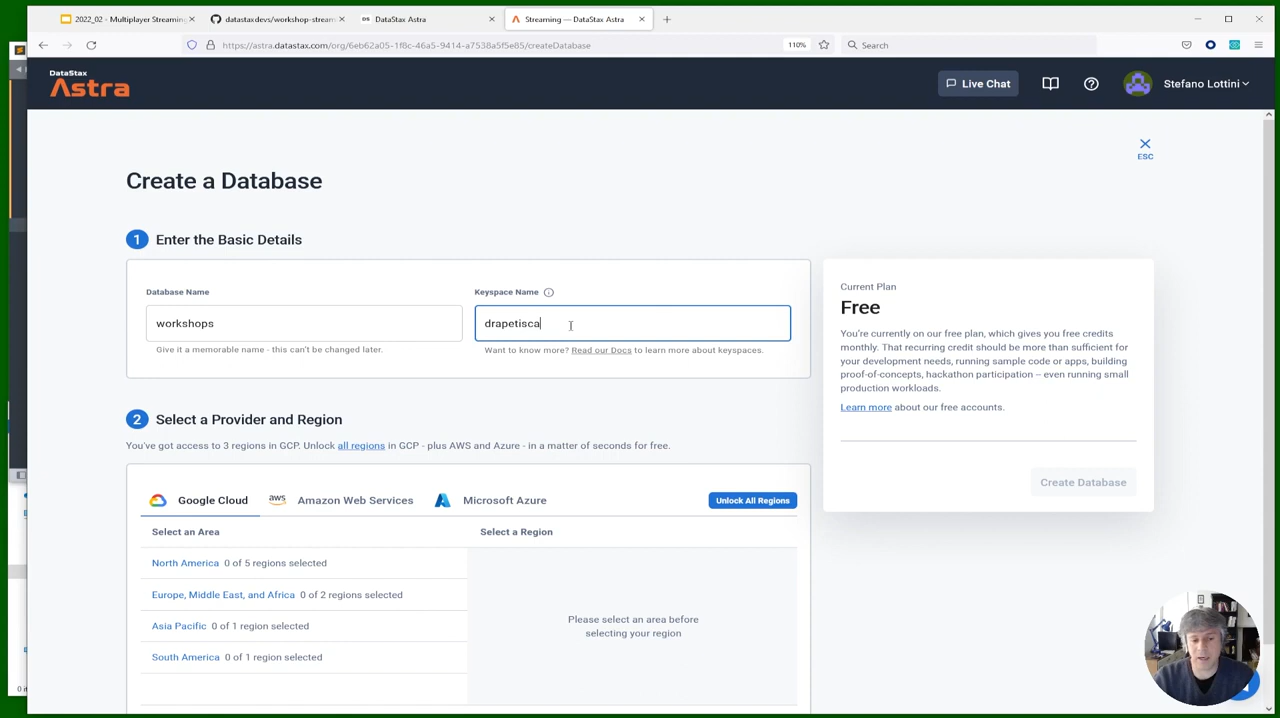 2022_02 - Multiplayer Streaming
datastaxdevs/workshop-stream
DS DataStax Astra
Streaming — DataStax Astra
https://astra.datastax.com/org/6eb62a05-1f8c-46a5-9414-a7538a5f5e85/createDatabase
110%
Search
DataStax
Astra
Live Chat
Stefano Lottini
ESC
Create a Database
1 Enter the Basic Details
Database Name
Keyspace Name
workshops
drapetisca
Give it a memorable name - this can't be changed later.
Want to know more? Read our Docs to learn more about keyspaces.
Current Plan
Free
You're currently on our free plan, which gives you free credits
monthly. That recurring credit should be more than sufficient for
your development needs, running sample code or apps, building
proof-of-concepts, hackathon participation -- even running small
production workloads.
Learn more about our free accounts.
Create Database
2 Select a Provider and Region
You've got access to 3 regions in GCP. Unlock all regions in GCP - plus AWS and Azure - in a matter of seconds for free.
Google Cloud
aws Amazon Web Services
Microsoft Azure
Unlock All Regions
Select an Area
Select a Region
North America 0 of 5 regions selected
Europe, Middle East, and Africa 0 of 2 regions selected
Asia Pacific 0 of 1 region selected
South America 0 of 1 region selected
Please select an area before
selecting your region